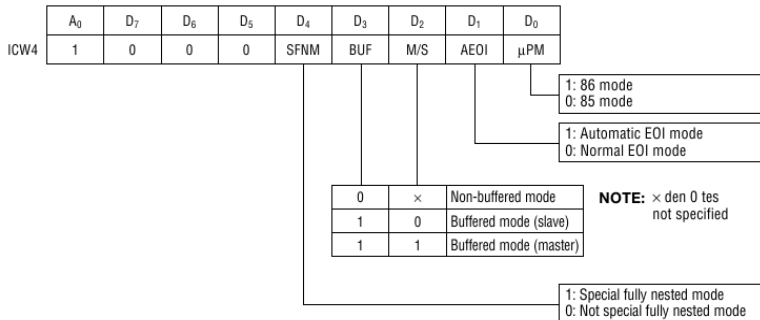 A0 D7 D6 D5 D4 D3 D2 D1 D0
ICW4 1 0 0 0 SFNM BUF M/S AEOI μPM
1: 86 mode
0: 85 mode
1: Automatic EOI mode
0: Normal EOI mode
0 × Non-buffered mode
1 0 Buffered mode (slave)
1 1 Buffered mode (master)
NOTE: × den 0 tes
not specified
1: Special fully nested mode
0: Not special fully nested mode